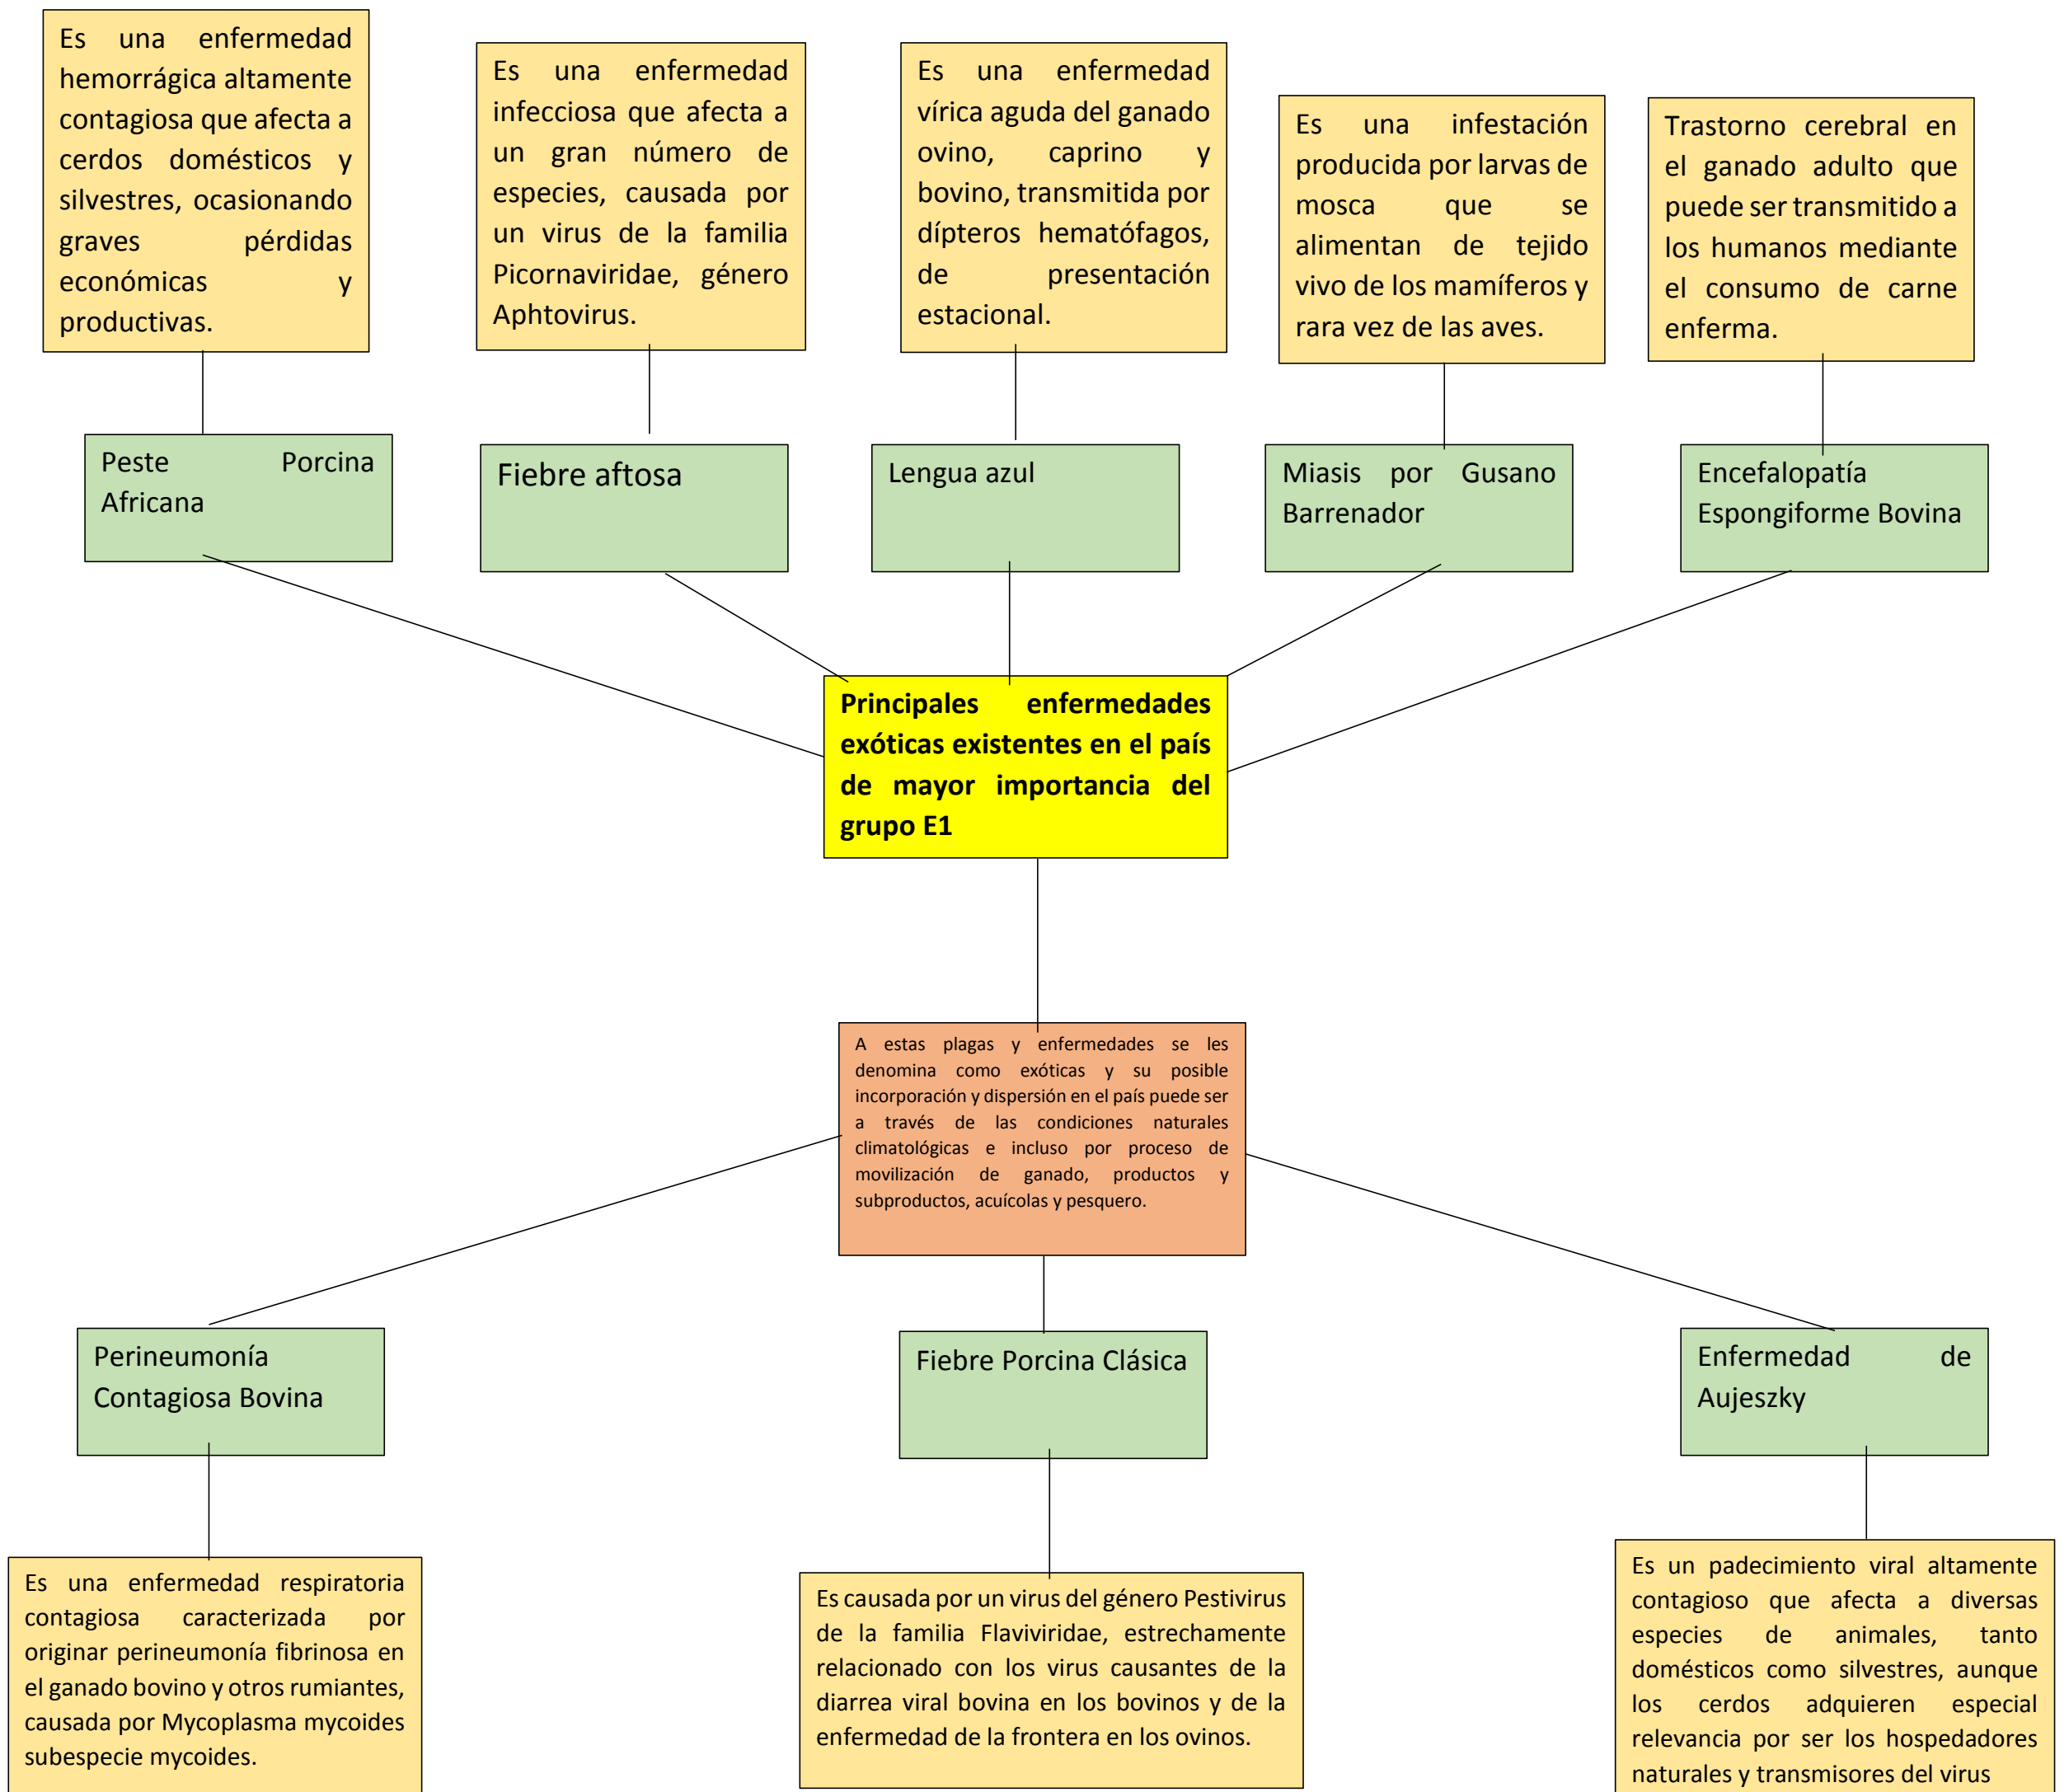 Es una enfermedad
hemorrágica altamente
contagiosa que afecta a
cerdos domésticos y
silvestres, ocasionando
graves pérdidas
económicas y
productivas.
Es una enfermedad
infecciosa que afecta a
un gran número de
especies, causada por
un virus de la familia
Picornaviridae, género
Aphtovirus.
Es una enfermedad
vírica aguda del ganado
ovino, caprino y
bovino, transmitida por
dípteros hematófagos,
de presentación
estacional.
Es una infestación
producida por larvas de
mosca que se
alimentan de tejido
vivo de los mamíferos y
rara vez de las aves.
Trastorno cerebral en
el ganado adulto que
puede ser transmitido a
los humanos mediante
el consumo de carne
enferma.
Peste Porcina
Africana
Fiebre aftosa
Lengua azul
Miasis por Gusano
Barrenador
Encefalopatía
Espongiforme Bovina
Principales enfermedades
exóticas existentes en el país
de mayor importancia del
grupo E1
A estas plagas y enfermedades se les
denomina como exóticas y su posible
incorporación y dispersión en el país puede ser
a través de las condiciones naturales
climatológicas e incluso por proceso de
movilización de ganado, productos y
subproductos, acuícolas y pesquero.
Perineumonía
Contagiosa Bovina
Fiebre Porcina Clásica
Enfermedad de
Aujeszky
Es una enfermedad respiratoria
contagiosa caracterizada por
originar perineumonía fibrinosa en
el ganado bovino y otros rumiantes,
causada por Mycoplasma mycoides
subespecie mycoides.
Es causada por un virus del género Pestivirus
de la familia Flaviviridae, estrechamente
relacionado con los virus causantes de la
diarrea viral bovina en los bovinos y de la
enfermedad de la frontera en los ovinos.
Es un padecimiento viral altamente
contagioso que afecta a diversas
especies de animales, tanto
domésticos como silvestres, aunque
los cerdos adquieren especial
relevancia por ser los hospedadores
naturales y transmisores del virus